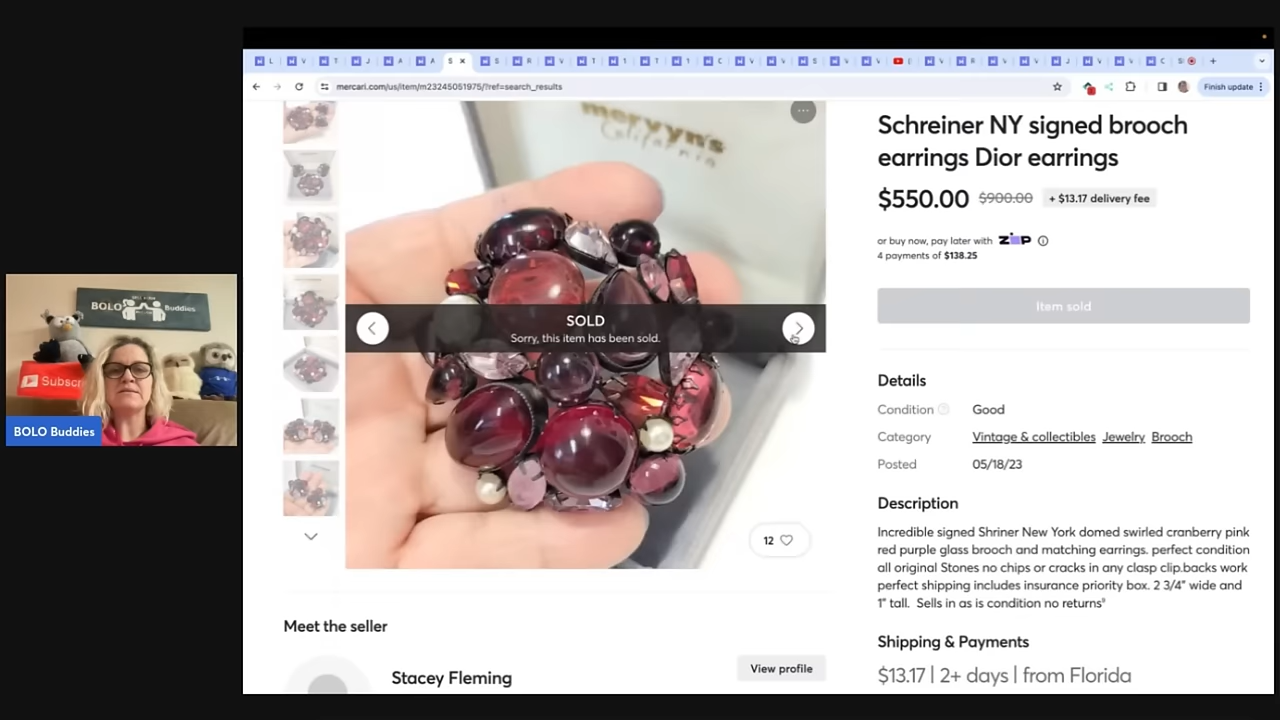 mercari.com/us/item/m23245051975/?ref=search_results
Finish update
mervyn's
California
Schreiner NY signed brooch
earrings Dior earrings
$550.00 $900.00 + $13.17 delivery fee
or buy now, pay later with ZIP
4 payments of $138.25
Item sold
SOLD
Sorry, this item has been sold.
Details
Condition Good
Category Vintage & collectibles Jewelry Brooch
Posted 05/18/23
Description
Incredible signed Shriner New York domed swirled cranberry pink
red purple glass brooch and matching earrings. perfect condition
all original Stones no chips or cracks in any clasp clip.backs work
perfect shipping includes insurance priority box. 2 3/4" wide and
1" tall. Sells in as is condition no returns
12
Meet the seller
Stacey Fleming
View profile
Shipping & Payments
$13.17 | 2+ days | from Florida
BOLO Buddies
Subscr
BOLO Buddies